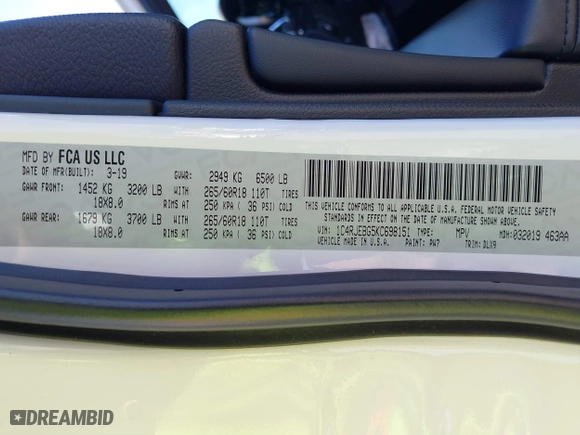 MFD BY FCA US LLC
DATE OF MFR(BUILT): 3-19 GVWR: 2949 KG 6500 LB
GAWR FRONT: 1452 KG 3200 LB WITH 265/60R18 110T TIRES
18X8.0 RIMS AT 250 KPA ( 36 PSI) COLD
GAWR REAR: 1679 KG 3700 LB WITH 265/60R18 110T TIRES
18X8.0 RIMS AT 250 KPA ( 36 PSI) COLD
THIS VEHICLE CONFORMS TO ALL APPLICABLE U.S.A. FEDERAL MOTOR VEHICLE SAFETY
STANDARDS IN EFFECT ON THE DATE OF MANUFACTURE SHOWN ABOVE.
VIN: 1C4RJEBG5KC698151 TYPE: MPV MDH:032019 463AA
VEHICLE MADE IN U.S.A. PAINT: PW7 TRIM: DLX9
DREAMBID